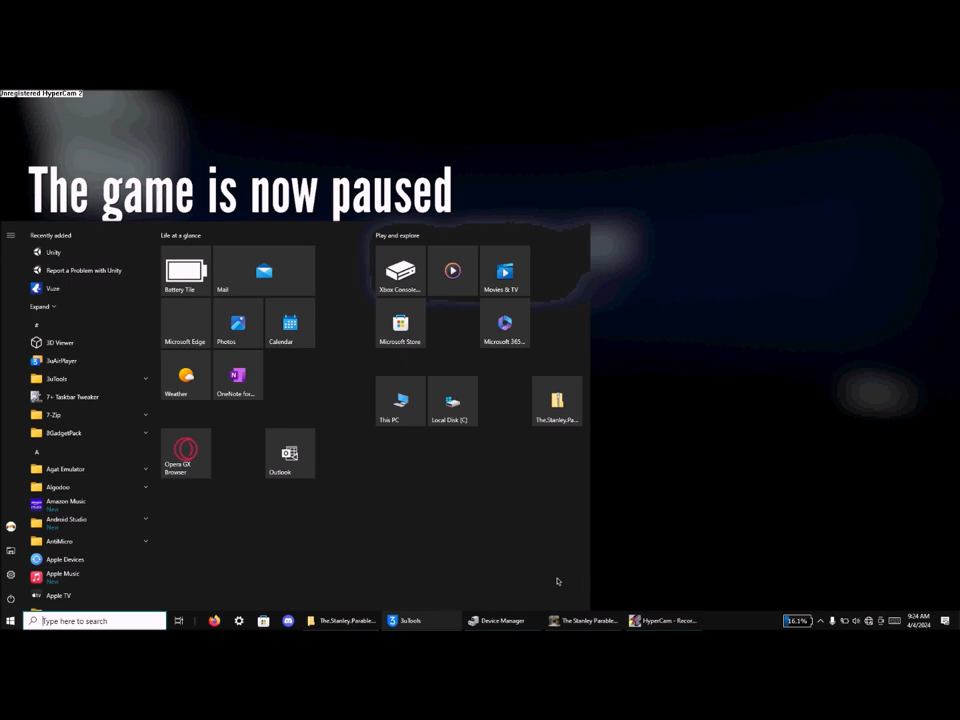 Unregistered HyperCam 2
The game is now paused
Recently added
Unity
Report a Problem with Unity
Vuze
Expand
#
3D Viewer
3uAirPlayer
3uTools
7+ Taskbar Tweaker
7-Zip
8GadgetPack
A
Agat Emulator
Algodoo
Amazon Music
New
Android Studio
New
AntiMicro
Apple Devices
Apple Music
New
Apple TV
Life at a glance
Battery Tile
Mail
Microsoft Edge
Photos
Calendar
Weather
OneNote for...
Opera GX
Browser
Outlook
Play and explore
Xbox Console...
Movies & TV
Microsoft Store
Microsoft 365...
This PC
Local Disk (C)
The.Stanley.Pa...
Type here to search
The.Stanley.Parable...
3uTools
Device Manager
The Stanley Parable...
HyperCam - Recor...
16.1%
9:24 AM
4/4/2024